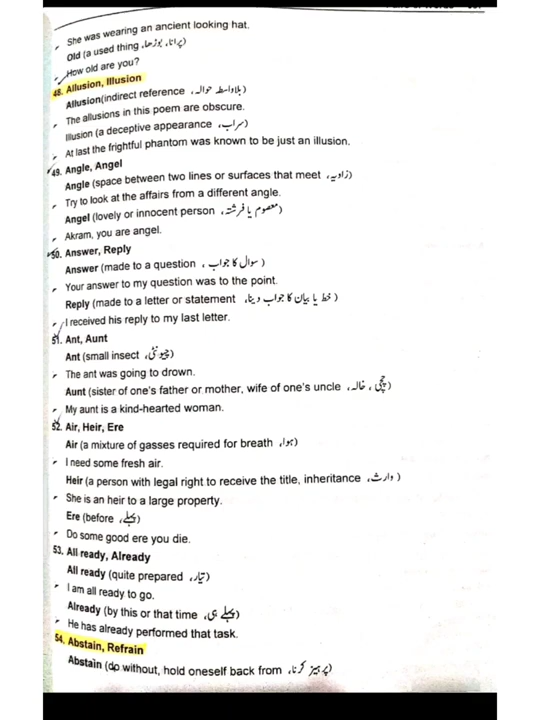 She was wearing an ancient looking hat.
Old (a used thing ،پرانا، بوڑھا)
How old are you?
48. Allusion, Illusion
Allusion(indirect reference ، بلاواسطہ حوالہ)
The allusions in this poem are obscure.
Illusion (a deceptive appearance ،سراب)
At last the frightful phantom was known to be just an illusion.
49. Angle, Angel
Angle (space between two lines or surfaces that meet ،زاویہ)
Try to look at the affairs from a different angle.
Angel (lovely or innocent person ،معصوم یا فرشتہ)
Akram, you are angel.
50. Answer, Reply
Answer (made to a question ، سوال کا جواب)
Your answer to my question was to the point.
Reply (made to a letter or statement ،خط یا بیان کا جواب دینا)
I received his reply to my last letter.
51. Ant, Aunt
Ant (small insect ،چیونٹی)
The ant was going to drown.
Aunt (sister of one's father or mother, wife of one's uncle ،چچی ، خالہ)
My aunt is a kind-hearted woman.
52. Air, Heir, Ere
Air (a mixture of gasses required for breath ،ہوا)
I need some fresh air.
Heir (a person with legal right to receive the title, inheritance ،وارث)
She is an heir to a large property.
Ere (before ،پہلے)
Do some good ere you die.
53. All ready, Already
All ready (quite prepared ،تیار)
I am all ready to go.
Already (by this or that time ،پہلے ہی)
He has already performed that task.
54. Abstain, Refrain
Abstain (do without, hold oneself back from ،پرہیز کرنا)